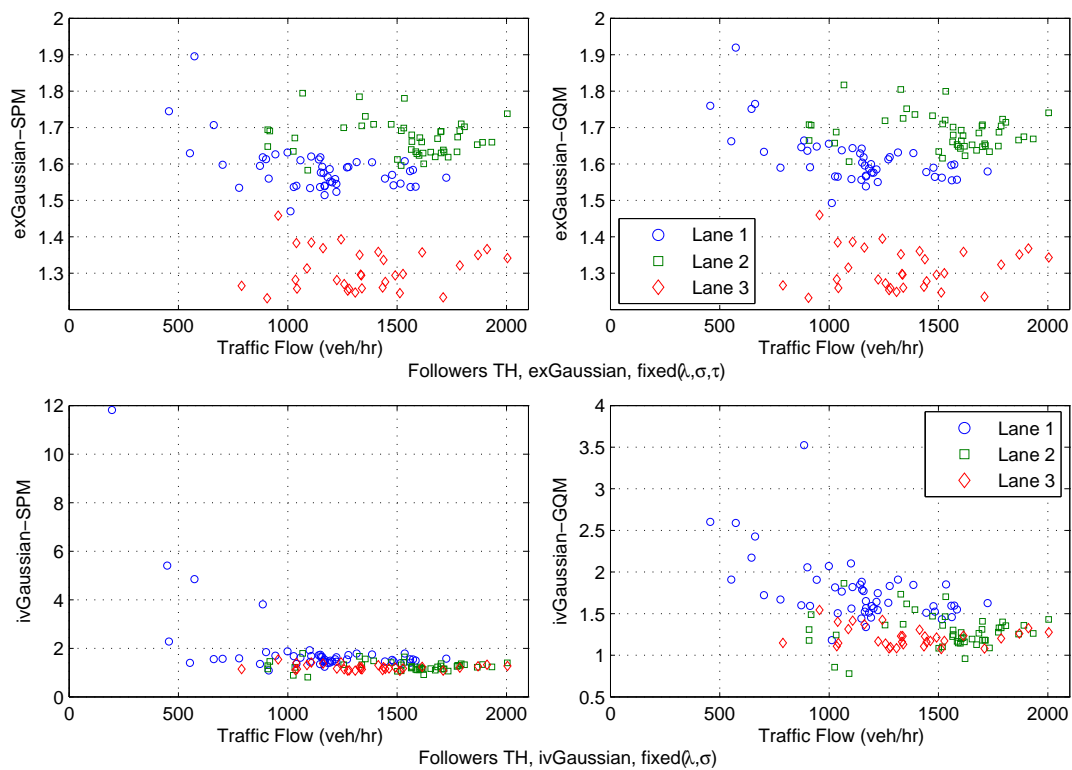 2
1.9
1.8
1.7
1.6
1.5
1.4
1.3
exGaussian−SPM
0 500 1000 1500 2000
Traffic Flow (veh/hr)
2
1.9
1.8
1.7
1.6
1.5
1.4
1.3
exGaussian−GQM
Lane 1
Lane 2
Lane 3
0 500 1000 1500 2000
Traffic Flow (veh/hr)
Followers TH, exGaussian, fixed(λ,σ,τ)
12
10
8
6
4
2
0
ivGaussian−SPM
0 500 1000 1500 2000
Traffic Flow (veh/hr)
4
3.5
3
2.5
2
1.5
1
0.5
ivGaussian−GQM
Lane 1
Lane 2
Lane 3
0 500 1000 1500 2000
Traffic Flow (veh/hr)
Followers TH, ivGaussian, fixed(λ,σ)